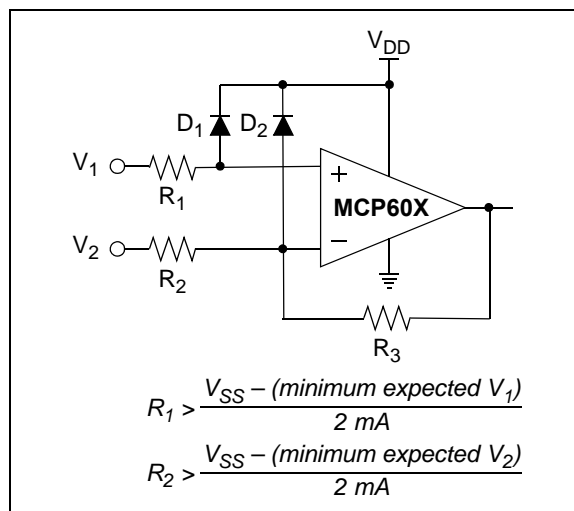 V_DD
D_1 D_2
V_1
R_1
+
MCP60X
V_2
–
R_2
R_3
R_1 > V_SS – (minimum expected V_1) / 2 mA
R_2 > V_SS – (minimum expected V_2) / 2 mA